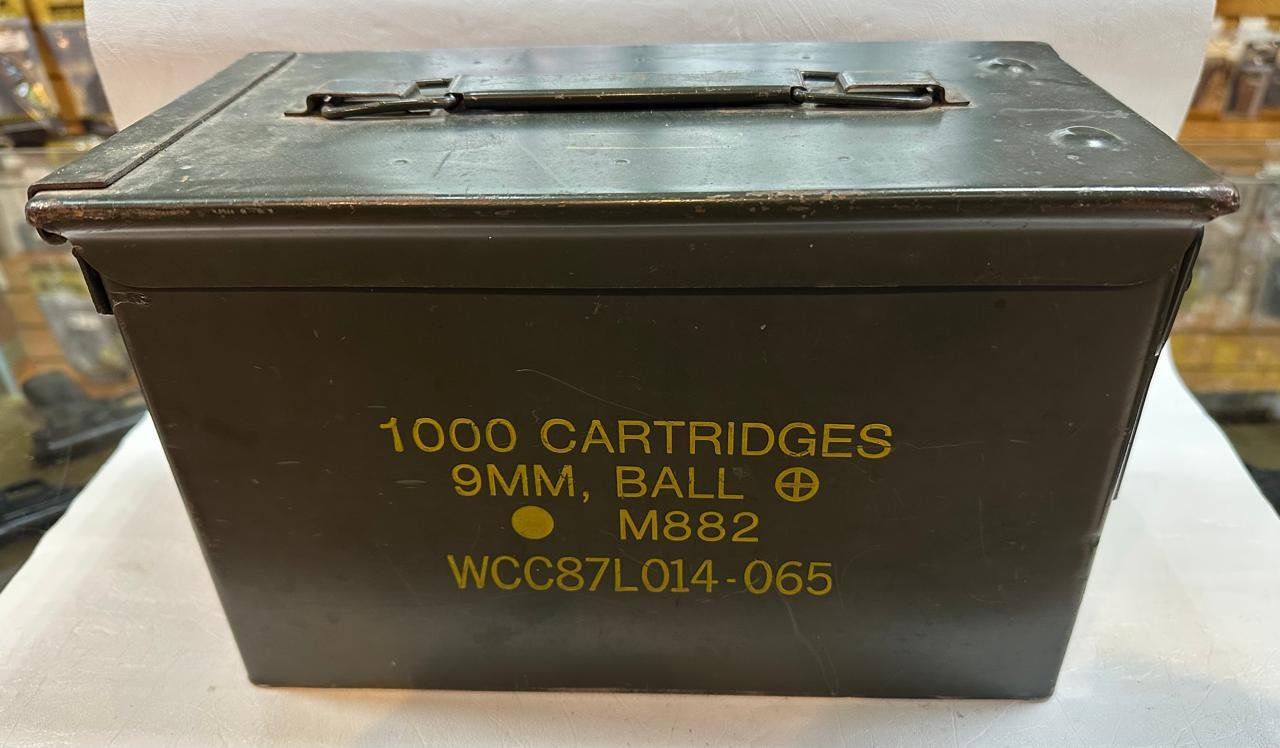 1000 CARTRIDGES
9MM, BALL ⊕
● M882
WCC87L014-065